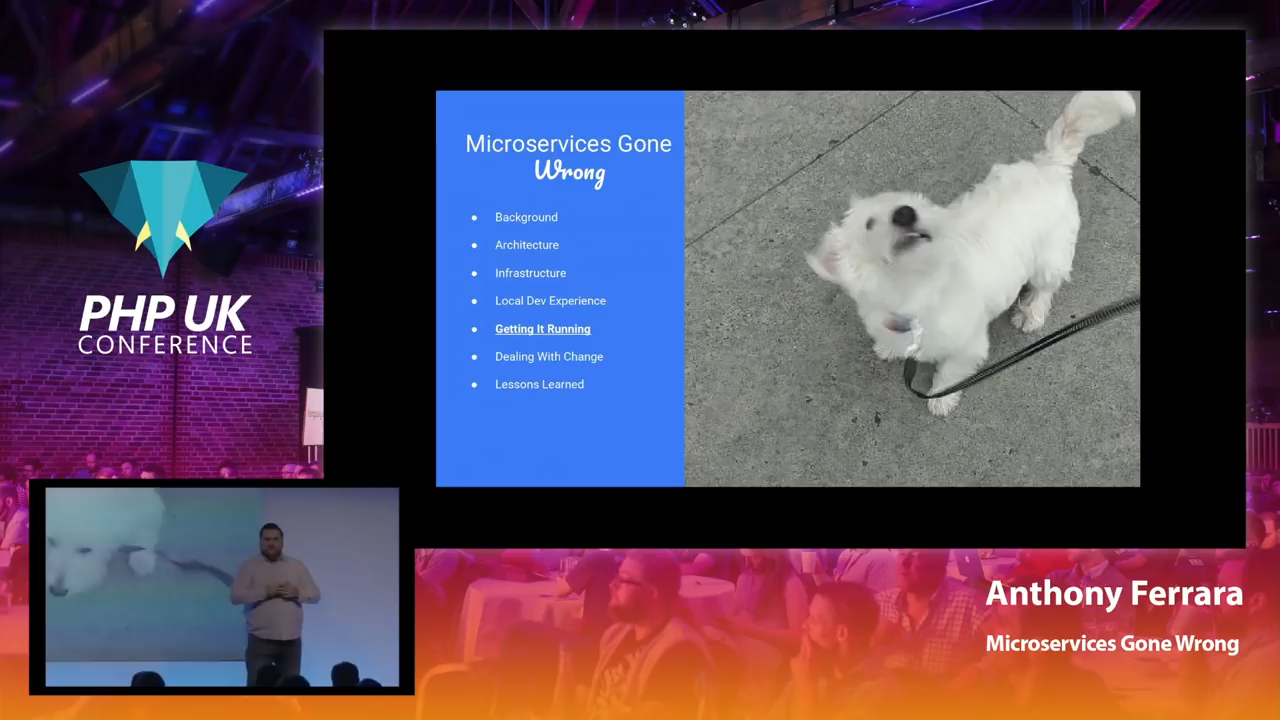 PHP UK
CONFERENCE
Microservices Gone
Wrong
● Background
● Architecture
● Infrastructure
● Local Dev Experience
● Getting It Running
● Dealing With Change
● Lessons Learned
Anthony Ferrara
Microservices Gone Wrong